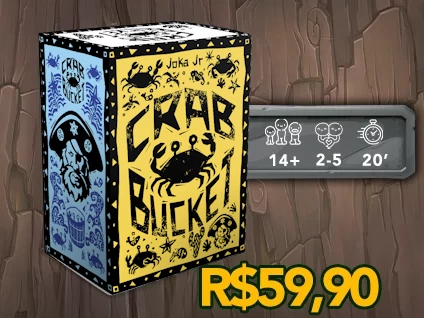 Joka Jr
CRAB
BUCKET
CRAB
BUCKET
14+ 2-5 20'
R$59,90